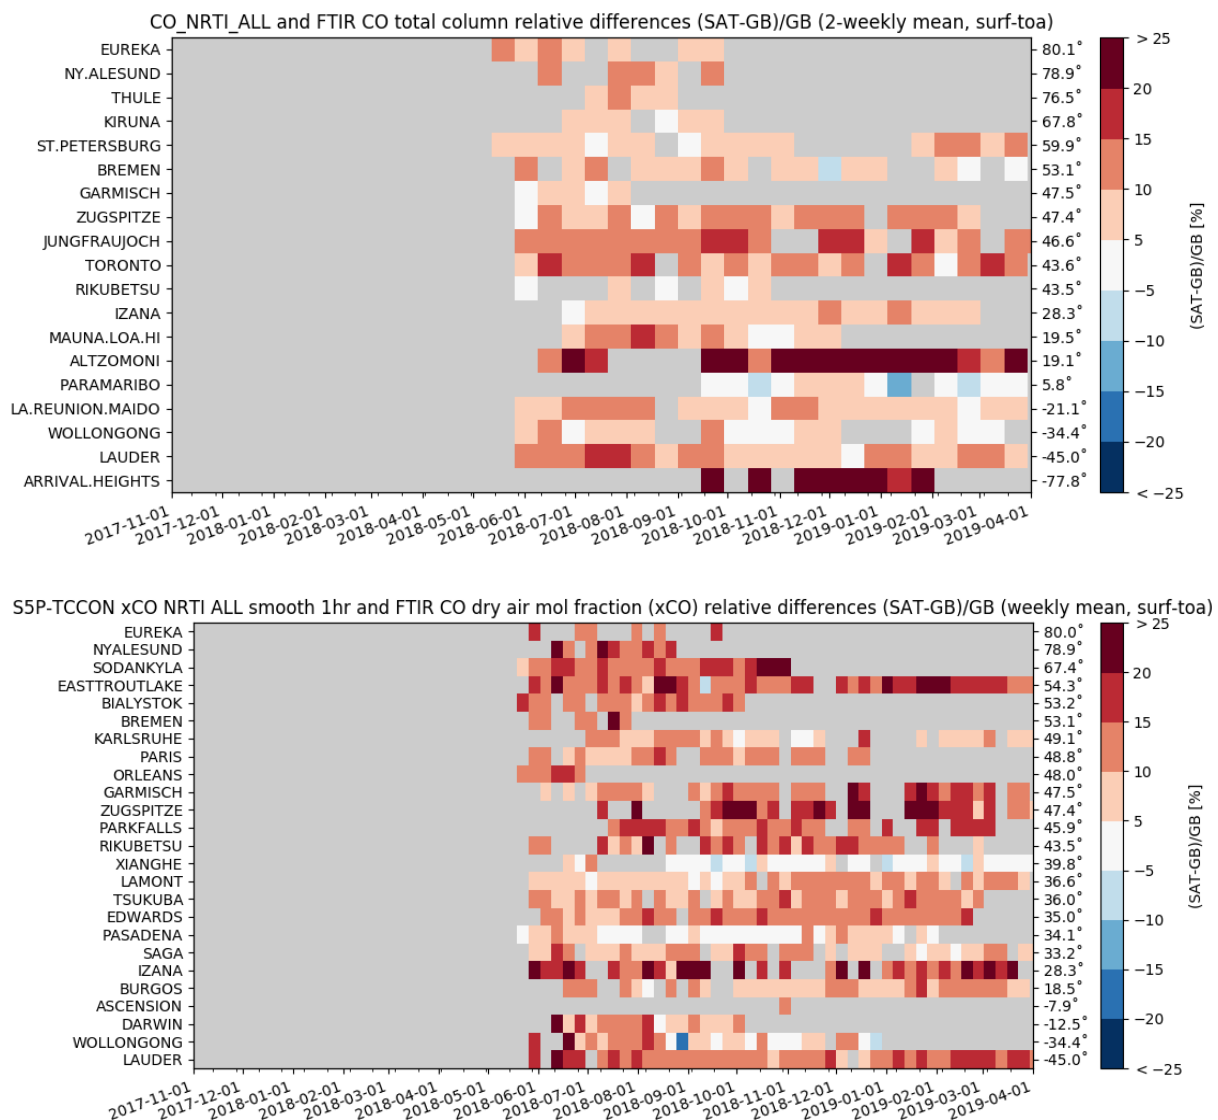 CO_NRTI_ALL and FTIR CO total column relative differences (SAT-GB)/GB (2-weekly mean, surf-toa)
EUREKA 80.1˚
NY.ALESUND 78.9˚
THULE 76.5˚
KIRUNA 67.8˚
ST.PETERSBURG 59.9˚
BREMEN 53.1˚
GARMISCH 47.5˚
ZUGSPITZE 47.4˚
JUNGFRAUJOCH 46.6˚
TORONTO 43.6˚
RIKUBETSU 43.5˚
IZANA 28.3˚
MAUNA.LOA.HI 19.5˚
ALTZOMONI 19.1˚
PARAMARIBO 5.8˚
LA.REUNION.MAIDO -21.1˚
WOLLONGONG -34.4˚
LAUDER -45.0˚
ARRIVAL.HEIGHTS -77.8˚
2017-11-01 2017-12-01 2018-01-01 2018-02-01 2018-03-01 2018-04-01 2018-05-01 2018-06-01 2018-07-01 2018-08-01 2018-09-01 2018-10-01 2018-11-01 2018-12-01 2019-01-01 2019-02-01 2019-03-01 2019-04-01
> 25
20
15
10
5
−5
−10
−15
−20
< −25
(SAT-GB)/GB [%]
S5P-TCCON xCO NRTI ALL smooth 1hr and FTIR CO dry air mol fraction (xCO) relative differences (SAT-GB)/GB (weekly mean, surf-toa)
EUREKA 80.0˚
NYALESUND 78.9˚
SODANKYLA 67.4˚
EASTTROUTLAKE 54.3˚
BIALYSTOK 53.2˚
BREMEN 53.1˚
KARLSRUHE 49.1˚
PARIS 48.8˚
ORLEANS 48.0˚
GARMISCH 47.5˚
ZUGSPITZE 47.4˚
PARKFALLS 45.9˚
RIKUBETSU 43.5˚
XIANGHE 39.8˚
LAMONT 36.6˚
TSUKUBA 36.0˚
EDWARDS 35.0˚
PASADENA 34.1˚
SAGA 33.2˚
IZANA 28.3˚
BURGOS 18.5˚
ASCENSION -7.9˚
DARWIN -12.5˚
WOLLONGONG -34.4˚
LAUDER -45.0˚
2017-11-01 2017-12-01 2018-01-01 2018-02-01 2018-03-01 2018-04-01 2018-05-01 2018-06-01 2018-07-01 2018-08-01 2018-09-01 2018-10-01 2018-11-01 2018-12-01 2019-01-01 2019-02-01 2019-03-01 2019-04-01
> 25
20
15
10
5
−5
−10
−15
−20
< −25
(SAT-GB)/GB [%]